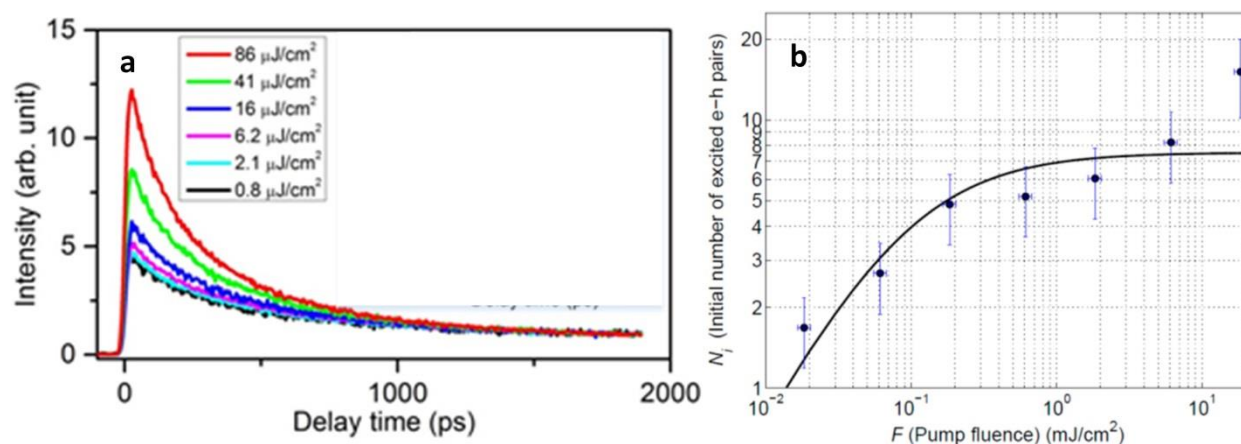 a
15
10
5
0
Intensity (arb. unit)
86 μJ/cm²
41 μJ/cm²
16 μJ/cm²
6.2 μJ/cm²
2.1 μJ/cm²
0.8 μJ/cm²
0 1000 2000
Delay time (ps)
b
20
10
9
8
7
6
5
4
3
2
1
N_i (Initial number of excited e−h pairs)
10⁻² 10⁻¹ 10⁰ 10¹
F (Pump fluence) (mJ/cm²)